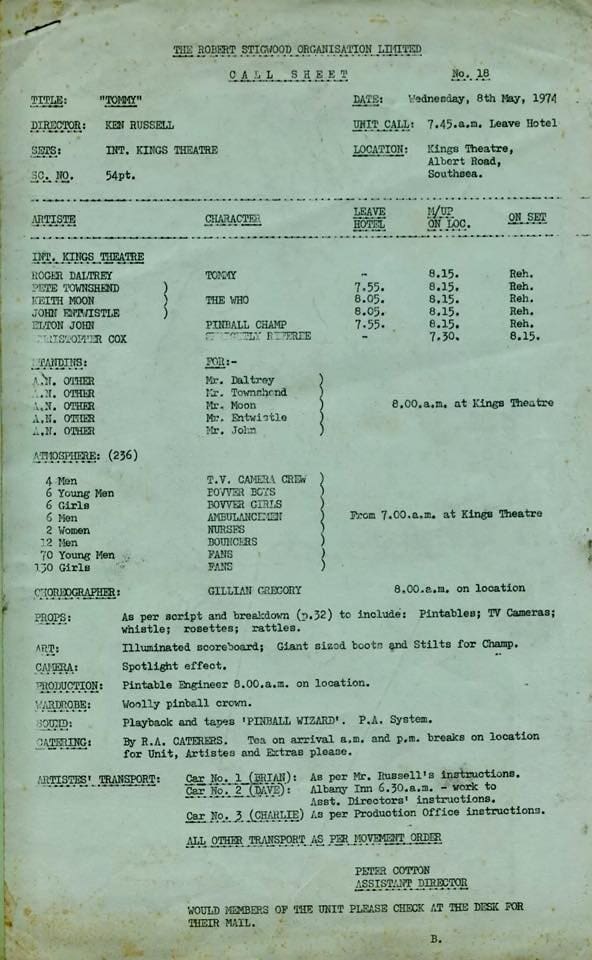 THE ROBERT STIGWOOD ORGANISATION LIMITED
CALL SHEET No. 18
TITLE: "TOMMY" DATE: Wednesday, 8th May, 1974
DIRECTOR: KEN RUSSELL UNIT CALL: 7.45.a.m. Leave Hotel
SETS: INT. KINGS THEATRE LOCATION: Kings Theatre,
Albert Road,
SC. NO. 54pt. Southsea.
ARTISTE CHARACTER LEAVE HOTEL M/UP ON LOC. ON SET
INT. KINGS THEATRE
ROGER DALTREY TOMMY - 8.15. Reh.
PETE TOWNSHEND ) 7.55. 8.15. Reh.
KEITH MOON ) THE WHO 8.05. 8.15. Reh.
JOHN ENTWISTLE ) 8.05. 8.15. Reh.
ELTON JOHN PINBALL CHAMP 7.55. 8.15. Reh.
CHRISTOPHER COX - 7.30. 8.15.
STANDINS: FOR:-
A.N. OTHER Mr. Daltrey )
A.N. OTHER Mr. Townshend )
A.N. OTHER Mr. Moon ) 8.00.a.m. at Kings Theatre
A.N. OTHER Mr. Entwistle )
A.N. OTHER Mr. John )
ATMOSPHERE: (236)
4 Men T.V. CAMERA CREW )
6 Young Men BOVVER BOYS )
6 Girls BOVVER GIRLS )
6 Men AMBULANCEMEN ) From 7.00.a.m. at Kings Theatre
2 Women NURSES )
12 Men BOUNCERS )
70 Young Men FANS )
130 Girls FANS )
CHOREOGRAPHER: GILLIAN GREGORY 8.00.a.m. on location
PROPS: As per script and breakdown (p.32) to include: Pintables; TV Cameras;
whistle; rosettes; rattles.
ART: Illuminated scoreboard; Giant sized boots and Stilts for Champ.
CAMERA: Spotlight effect.
PRODUCTION: Pintable Engineer 8.00.a.m. on location.
WARDROBE: Woolly pinball crown.
SOUND: Playback and tapes 'PINBALL WIZARD'. P.A. System.
CATERING: By R.A. CATERERS. Tea on arrival a.m. and p.m. breaks on location
for Unit, Artistes and Extras please.
ARTISTES' TRANSPORT: Car No. 1 (BRIAN): As per Mr. Russell's instructions.
Car No. 2 (DAVE): Albany Inn 6.30.a.m. - work to
Asst. Directors' instructions.
Car No. 3 (CHARLIE) As per Production Office instructions.
ALL OTHER TRANSPORT AS PER MOVEMENT ORDER
PETER COTTON
ASSISTANT DIRECTOR
WOULD MEMBERS OF THE UNIT PLEASE CHECK AT THE DESK FOR
THEIR MAIL.
B.